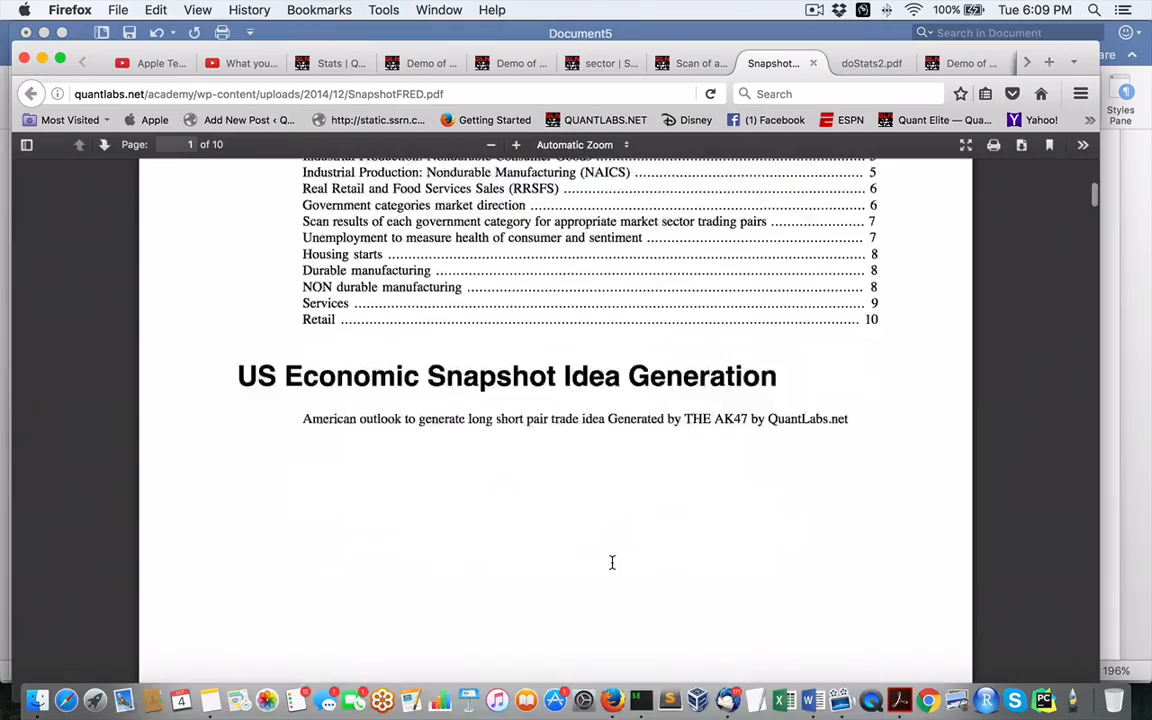 Firefox File Edit View History Bookmarks Tools Window Help 100% Tue 6:09 PM
Document5 Search in Document
Apple Te... What you... Stats | Q... Demo of ... Demo of ... sector | S... Scan of a... Snapshot... doStats2.pdf Demo of ...
quantlabs.net/academy/wp-content/uploads/2014/12/SnapshotFRED.pdf Search
Most Visited Apple Add New Post ‹ Q... http://static.ssrn.c... Getting Started QUANTLABS.NET Disney (1) Facebook ESPN Quant Elite — Qua... Yahoo!
Page: 1 of 10 Automatic Zoom
Styles
Pane
Industrial Production: Nondurable Consumer Goods
Industrial Production: Nondurable Manufacturing (NAICS) 5
Real Retail and Food Services Sales (RRSFS) 6
Government categories market direction 6
Scan results of each government category for appropriate market sector trading pairs 7
Unemployment to measure health of consumer and sentiment 7
Housing starts 8
Durable manufacturing 8
NON durable manufacturing 8
Services 9
Retail 10
US Economic Snapshot Idea Generation
American outlook to generate long short pair trade idea Generated by THE AK47 by QuantLabs.net
196%